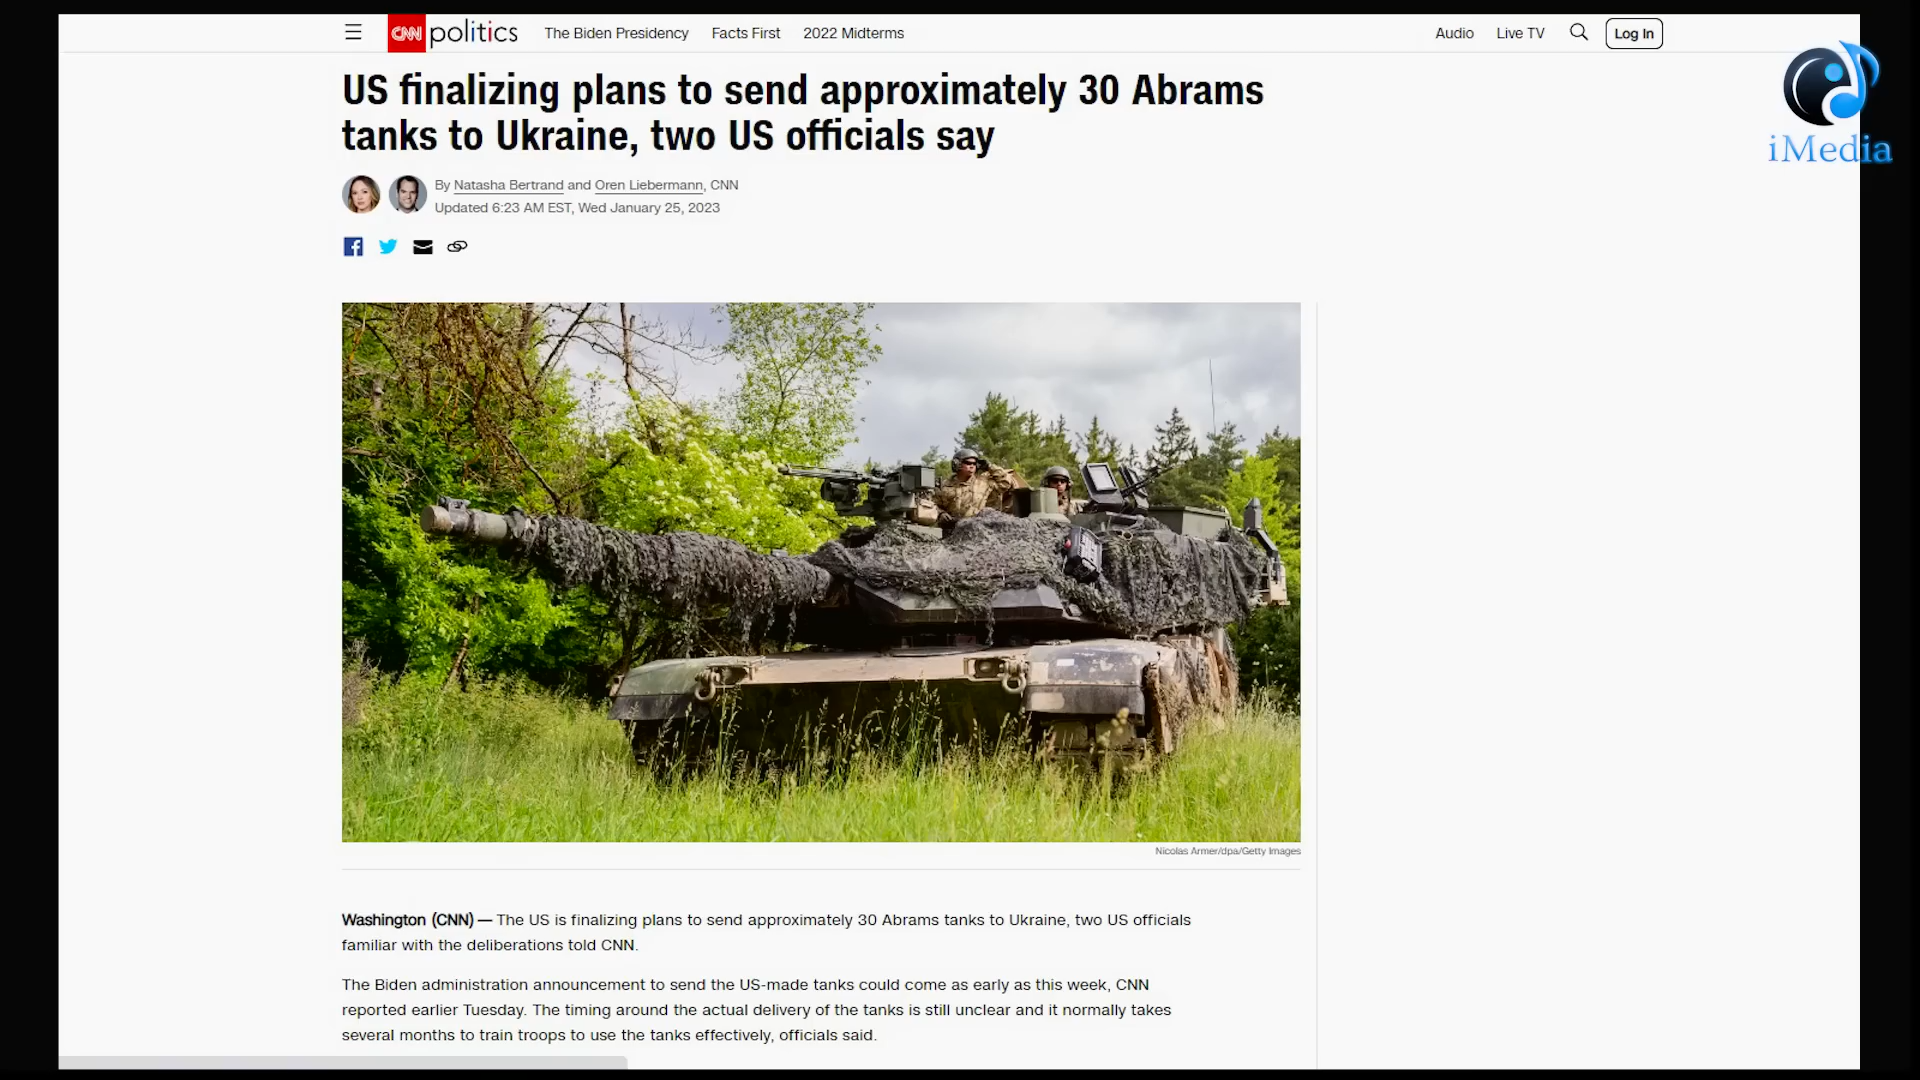 CNN politics The Biden Presidency Facts First 2022 Midterms Audio Live TV Log In
iMedia
US finalizing plans to send approximately 30 Abrams
tanks to Ukraine, two US officials say
By Natasha Bertrand and Oren Liebermann, CNN
Updated 6:23 AM EST, Wed January 25, 2023
Nicolas Armer/dpa/Getty Images
Washington (CNN) — The US is finalizing plans to send approximately 30 Abrams tanks to Ukraine, two US officials
familiar with the deliberations told CNN.
The Biden administration announcement to send the US-made tanks could come as early as this week, CNN
reported earlier Tuesday. The timing around the actual delivery of the tanks is still unclear and it normally takes
several months to train troops to use the tanks effectively, officials said.